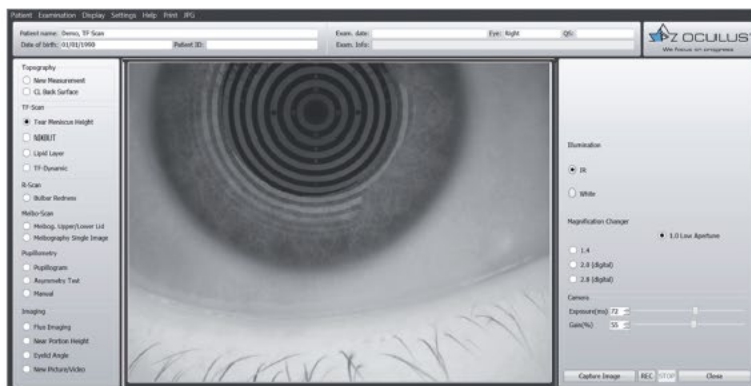 Patient Examination Display Settings Help Print JPG
Patient name: Demo, TF Scan
Date of birth: 01/01/1990 Patient ID:
Exam. date: Eye: Right QS:
Exam. Info:
OCULUS
We focus on progress
Topography
New Measurement
CL Back Surface
TF-Scan
Tear Meniscus Height
NIKBUT
Lipid Layer
TF-Dynamic
R-Scan
Bulbar Redness
Meibo-Scan
Meibog. Upper/Lower Lid
Meibography Single Image
Pupillometry
Pupillogram
Asymmetry Test
Manual
Imaging
Flux Imaging
Near Portion Height
Eyelid Angle
New Picture/Video
Illumination
IR
White
Magnification Changer
1.0 Low Aperture
1.4
2.0 (digital)
2.8 (digital)
Camera
Exposure(ms) 72
Gain(%) 55
Capture Image REC STOP Close